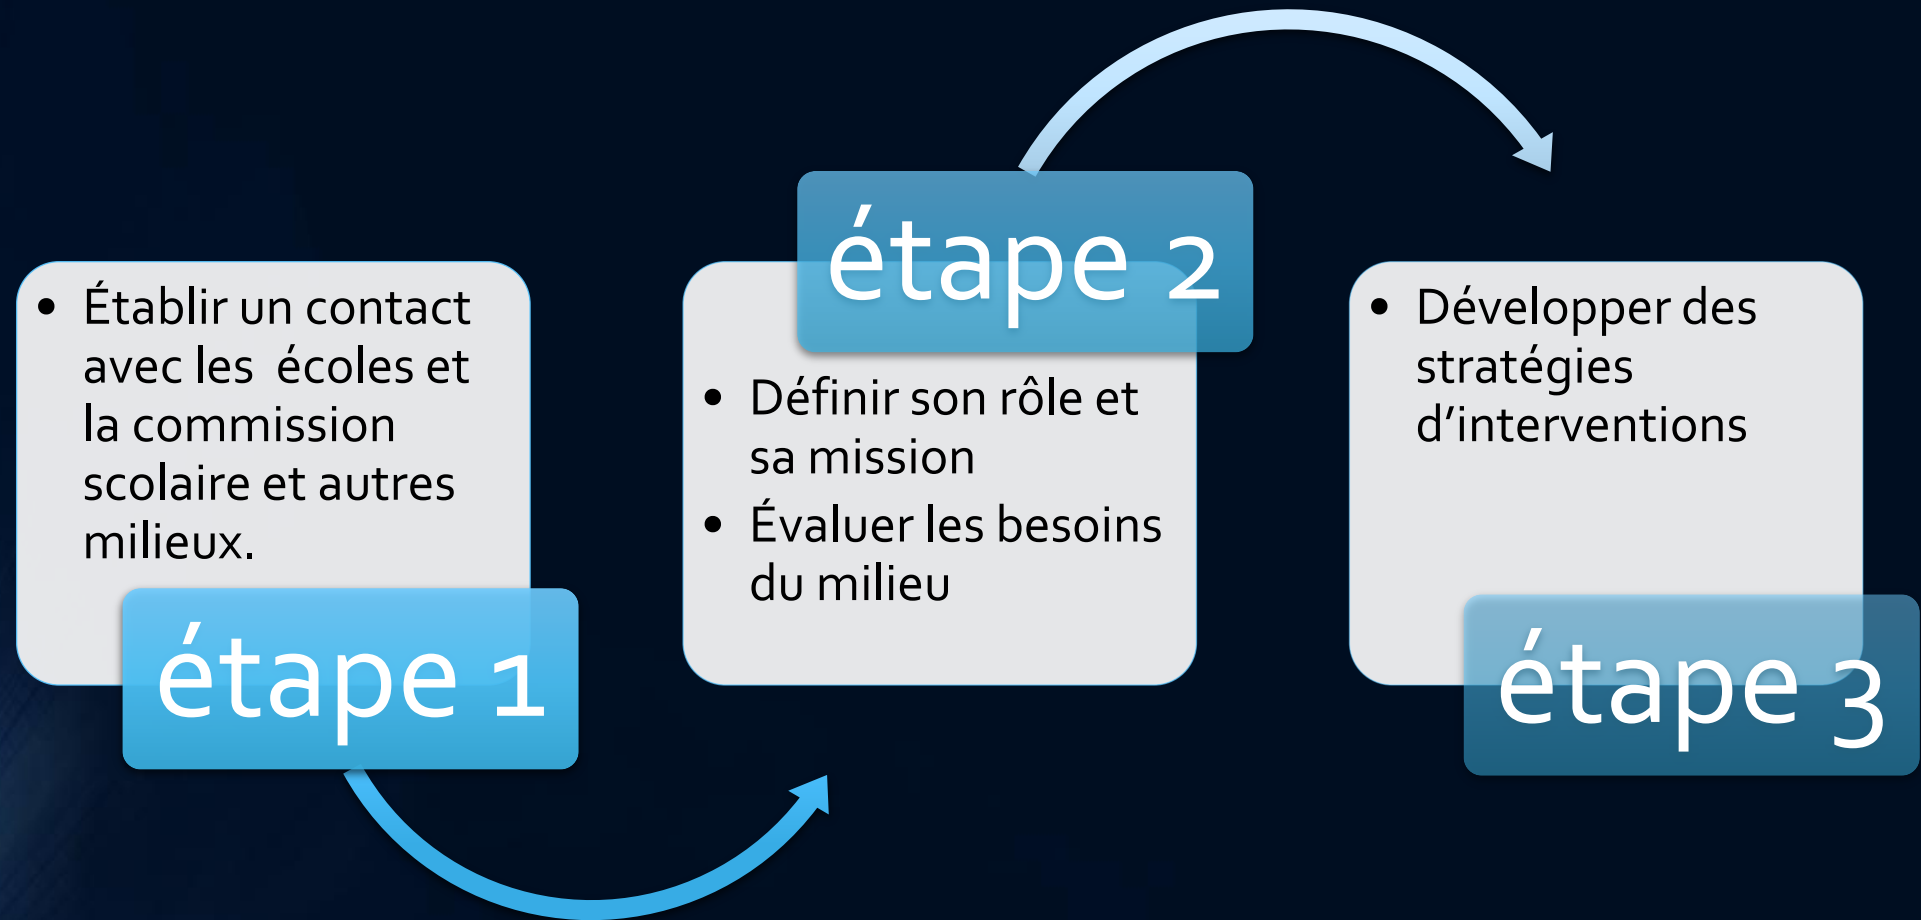 • Établir un contact
avec les écoles et
la commission
scolaire et autres
milieux.
étape 1
étape 2
• Définir son rôle et
sa mission
• Évaluer les besoins
du milieu
• Développer des
stratégies
d’interventions
étape 3